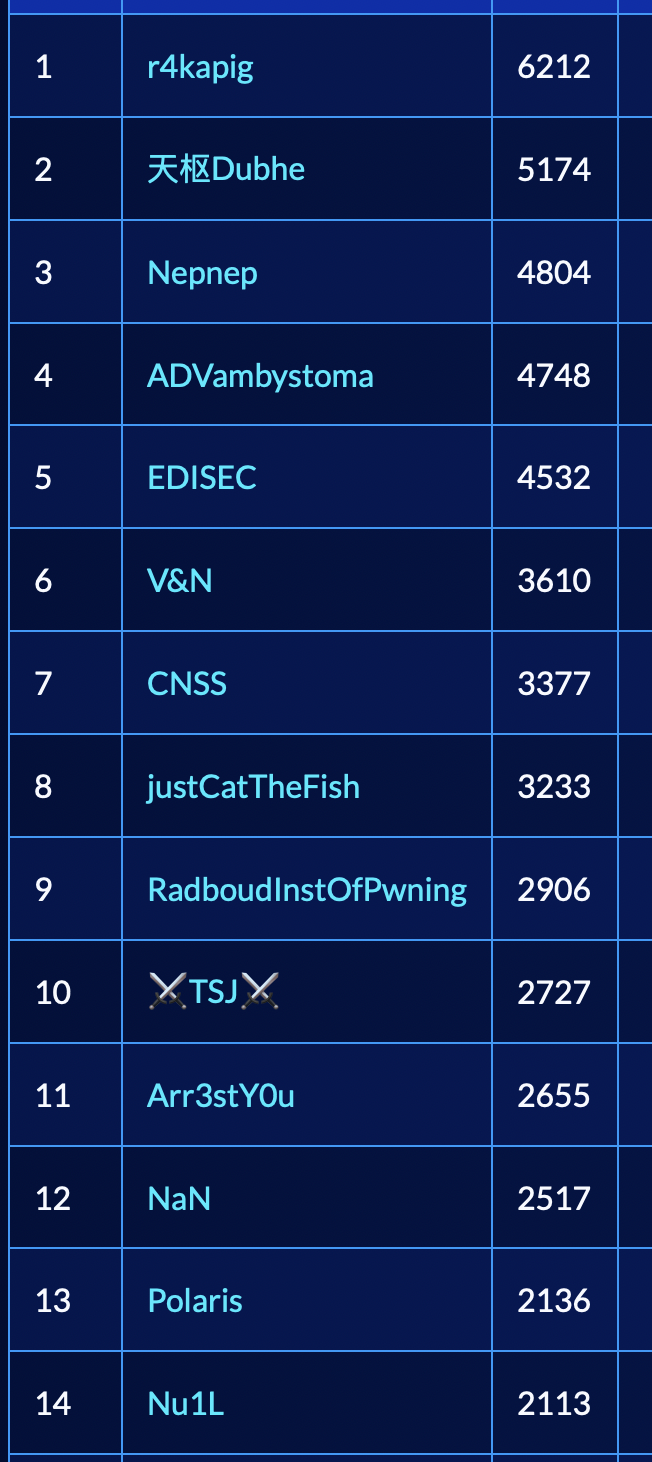 1 r4kapig 6212
2 天枢Dubhe 5174
3 Nepnep 4804
4 ADVambystoma 4748
5 EDISEC 4532
6 V&N 3610
7 CNSS 3377
8 justCatTheFish 3233
9 RadboudInstOfPwning 2906
10 ⚔️TSJ⚔️ 2727
11 Arr3stY0u 2655
12 NaN 2517
13 Polaris 2136
14 Nu1L 2113